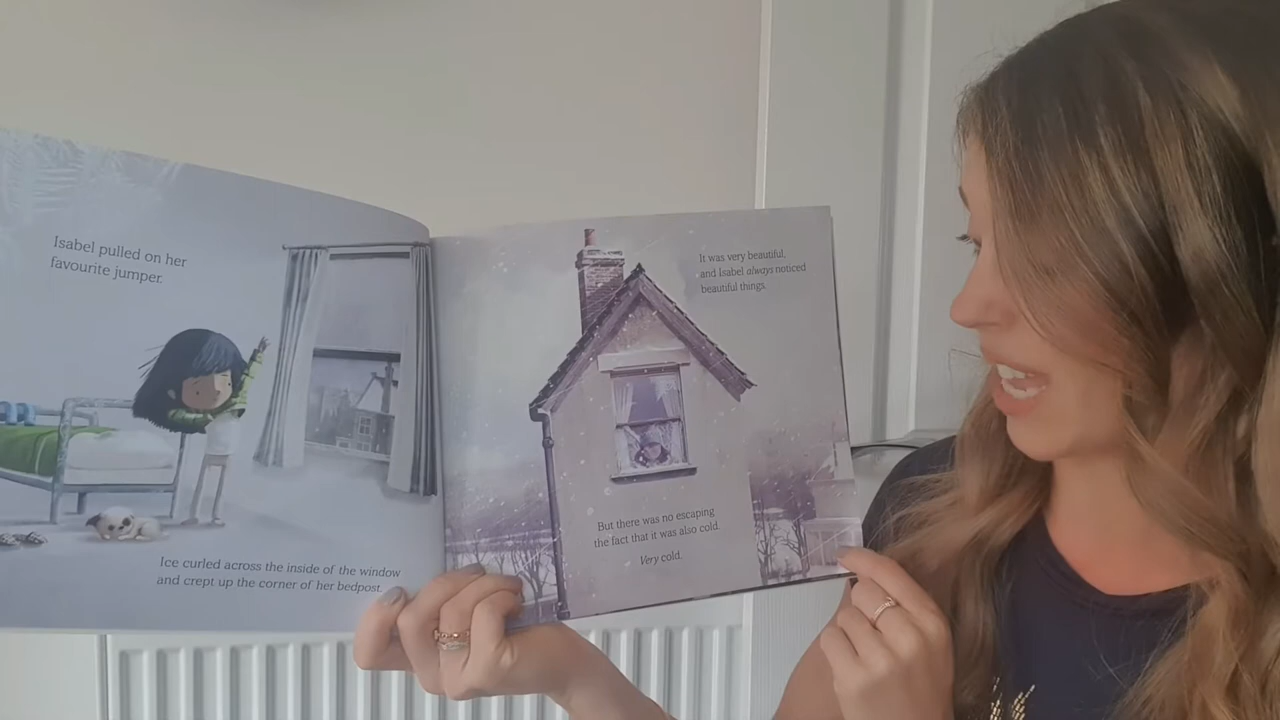 Isabel pulled on her
favourite jumper.
Ice curled across the inside of the window
and crept up the corner of her bedpost.
It was very beautiful,
and Isabel always noticed
beautiful things.
But there was no escaping
the fact that it was also cold.
Very cold.